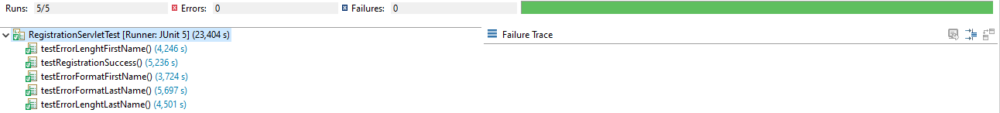 Runs: 5/5 Errors: 0 Failures: 0
RegistrationServletTest [Runner: JUnit 5] (23,404 s)
Failure Trace
testErrorLenghtFirstName() (4,246 s)
testRegistrationSuccess() (5,236 s)
testErrorFormatFirstName() (3,724 s)
testErrorFormatLastName() (5,697 s)
testErrorLenghtLastName() (4,501 s)